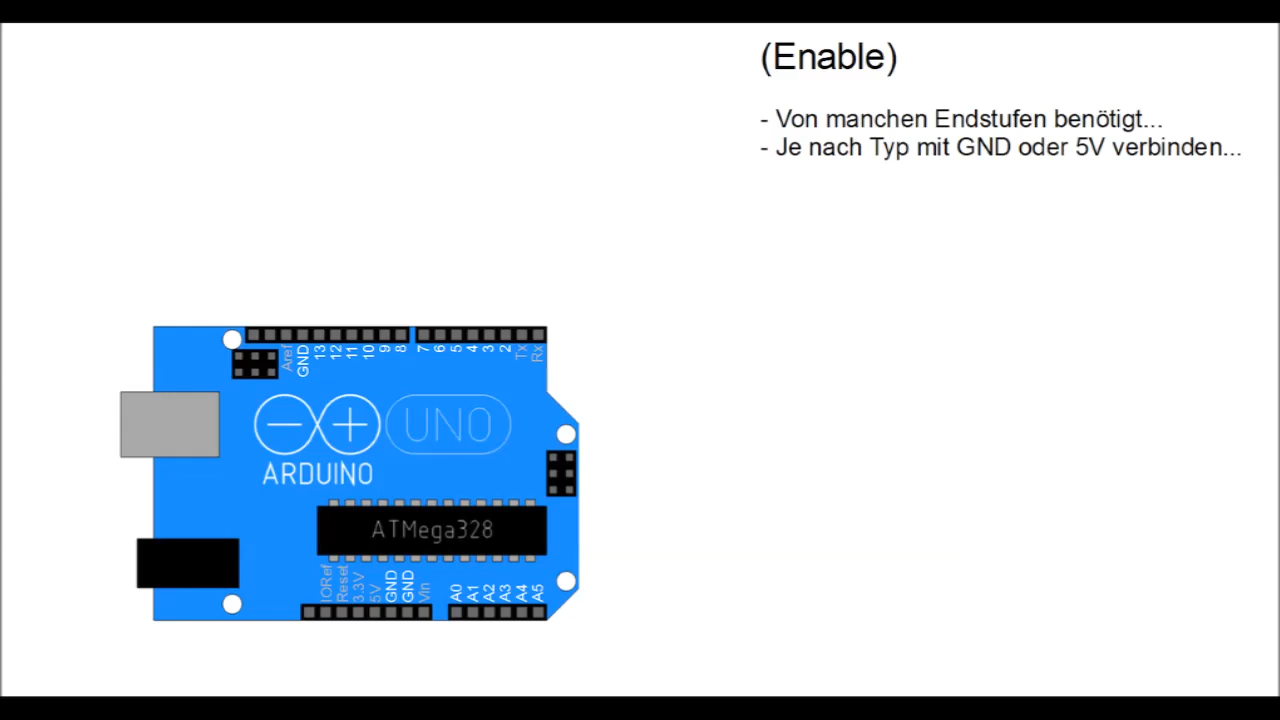 (Enable)
- Von manchen Endstufen benötigt...
- Je nach Typ mit GND oder 5V verbinden...
Aref GND 13 12 11 10 9 8 7 6 5 4 3 2 Tx Rx
UNO
ARDUINO
ATMega328
IORef Reset 3.3V 5V GND GND Vin A0 A1 A2 A3 A4 A5